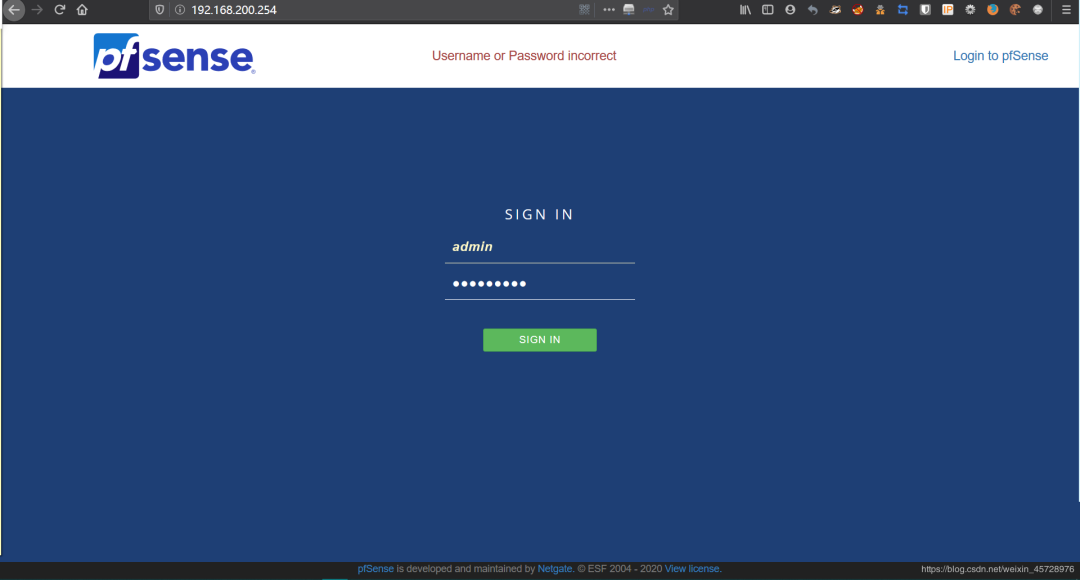 192.168.200.254
pfsense
Username or Password incorrect
Login to pfSense
SIGN IN
admin
SIGN IN
pfSense is developed and maintained by Netgate. © ESF 2004 - 2020 View license.
https://blog.csdn.net/weixin_45728976